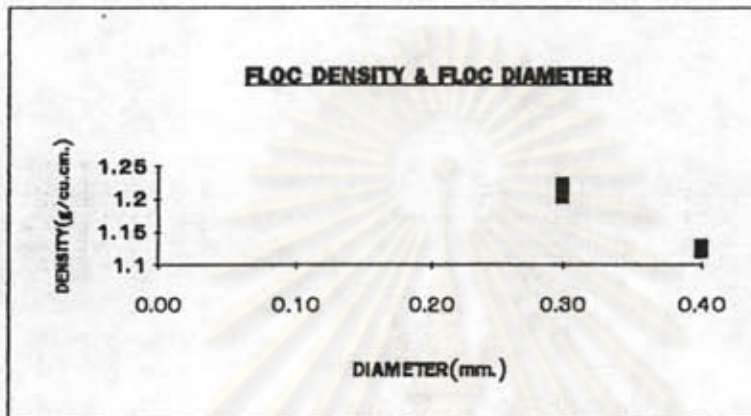 FLOC DENSITY & FLOC DIAMETER
DENSITY(g/cu.cm.)
1.25
1.2
1.15
1.1
0.00 0.10 0.20 0.30 0.40
DIAMETER(mm.)